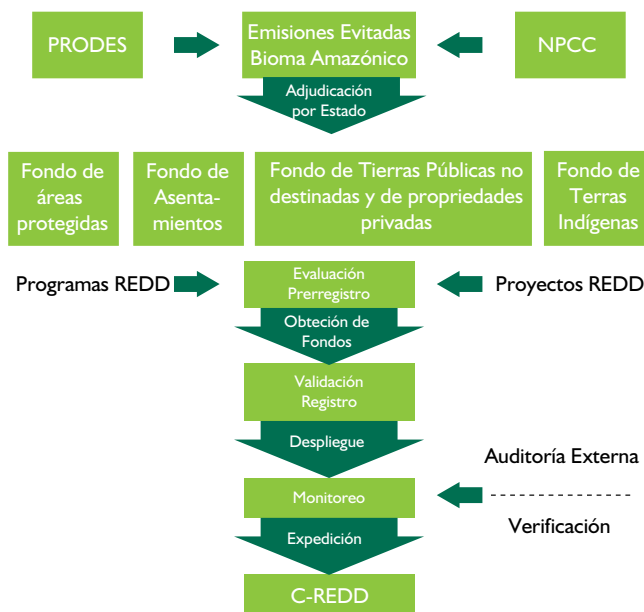 PRODES
Emisiones Evitadas
Bioma Amazónico
NPCC
Adjudicación
por Estado
Fondo de
áreas
protegidas
Fondo de
Asenta-
mientos
Fondo de Tierras Públicas no
destinadas y de propriedades
privadas
Fondo de
Terras
Indígenas
Programas REDD
Evaluación
Prerregistro
Proyectos REDD
Obteción de
Fondos
Validación
Registro
Despliegue
Auditoría Externa
Monitoreo
Verificación
Expedición
C-REDD